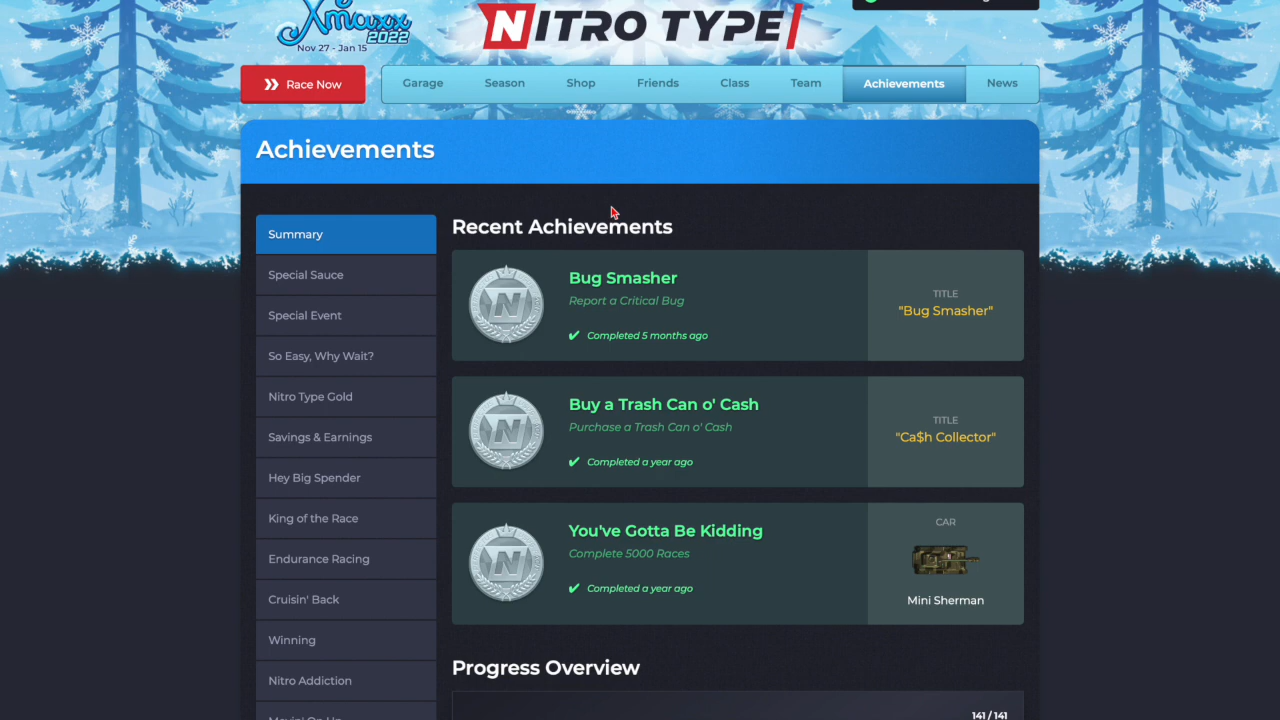 Xmaxx
2022
Nov 27 - Jan 15
NITRO TYPE
Race Now
Garage
Season
Shop
Friends
Class
Team
Achievements
News
Achievements
Summary
Special Sauce
Special Event
So Easy, Why Wait?
Nitro Type Gold
Savings & Earnings
Hey Big Spender
King of the Race
Endurance Racing
Cruisin' Back
Winning
Nitro Addiction
Movin' On Up
Recent Achievements
Bug Smasher
Report a Critical Bug
Completed 5 months ago
TITLE
"Bug Smasher"
Buy a Trash Can o' Cash
Purchase a Trash Can o' Cash
Completed a year ago
TITLE
"Ca$h Collector"
You've Gotta Be Kidding
Complete 5000 Races
Completed a year ago
CAR
Mini Sherman
Progress Overview
141 / 141